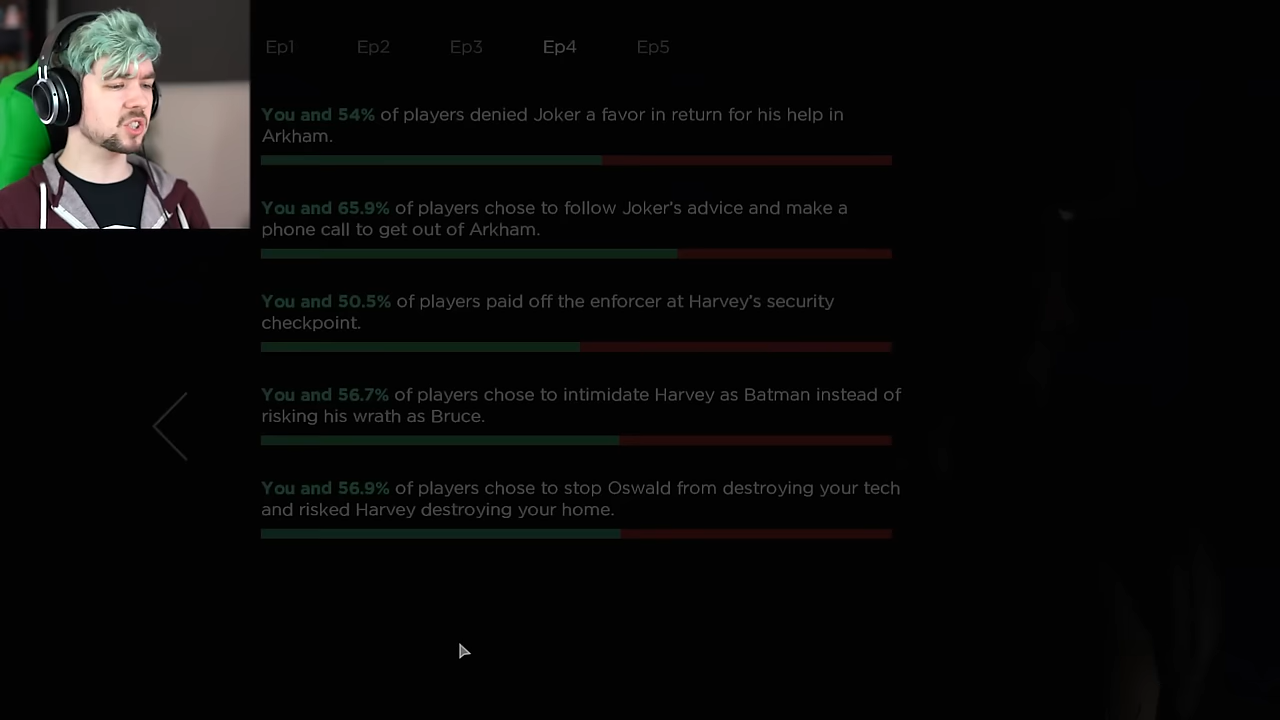 Ep1 Ep2 Ep3 Ep4 Ep5
You and 54% of players denied Joker a favor in return for his help in
Arkham.
You and 65.9% of players chose to follow Joker's advice and make a
phone call to get out of Arkham.
You and 50.5% of players paid off the enforcer at Harvey's security
checkpoint.
You and 56.7% of players chose to intimidate Harvey as Batman instead of
risking his wrath as Bruce.
You and 56.9% of players chose to stop Oswald from destroying your tech
and risked Harvey destroying your home.